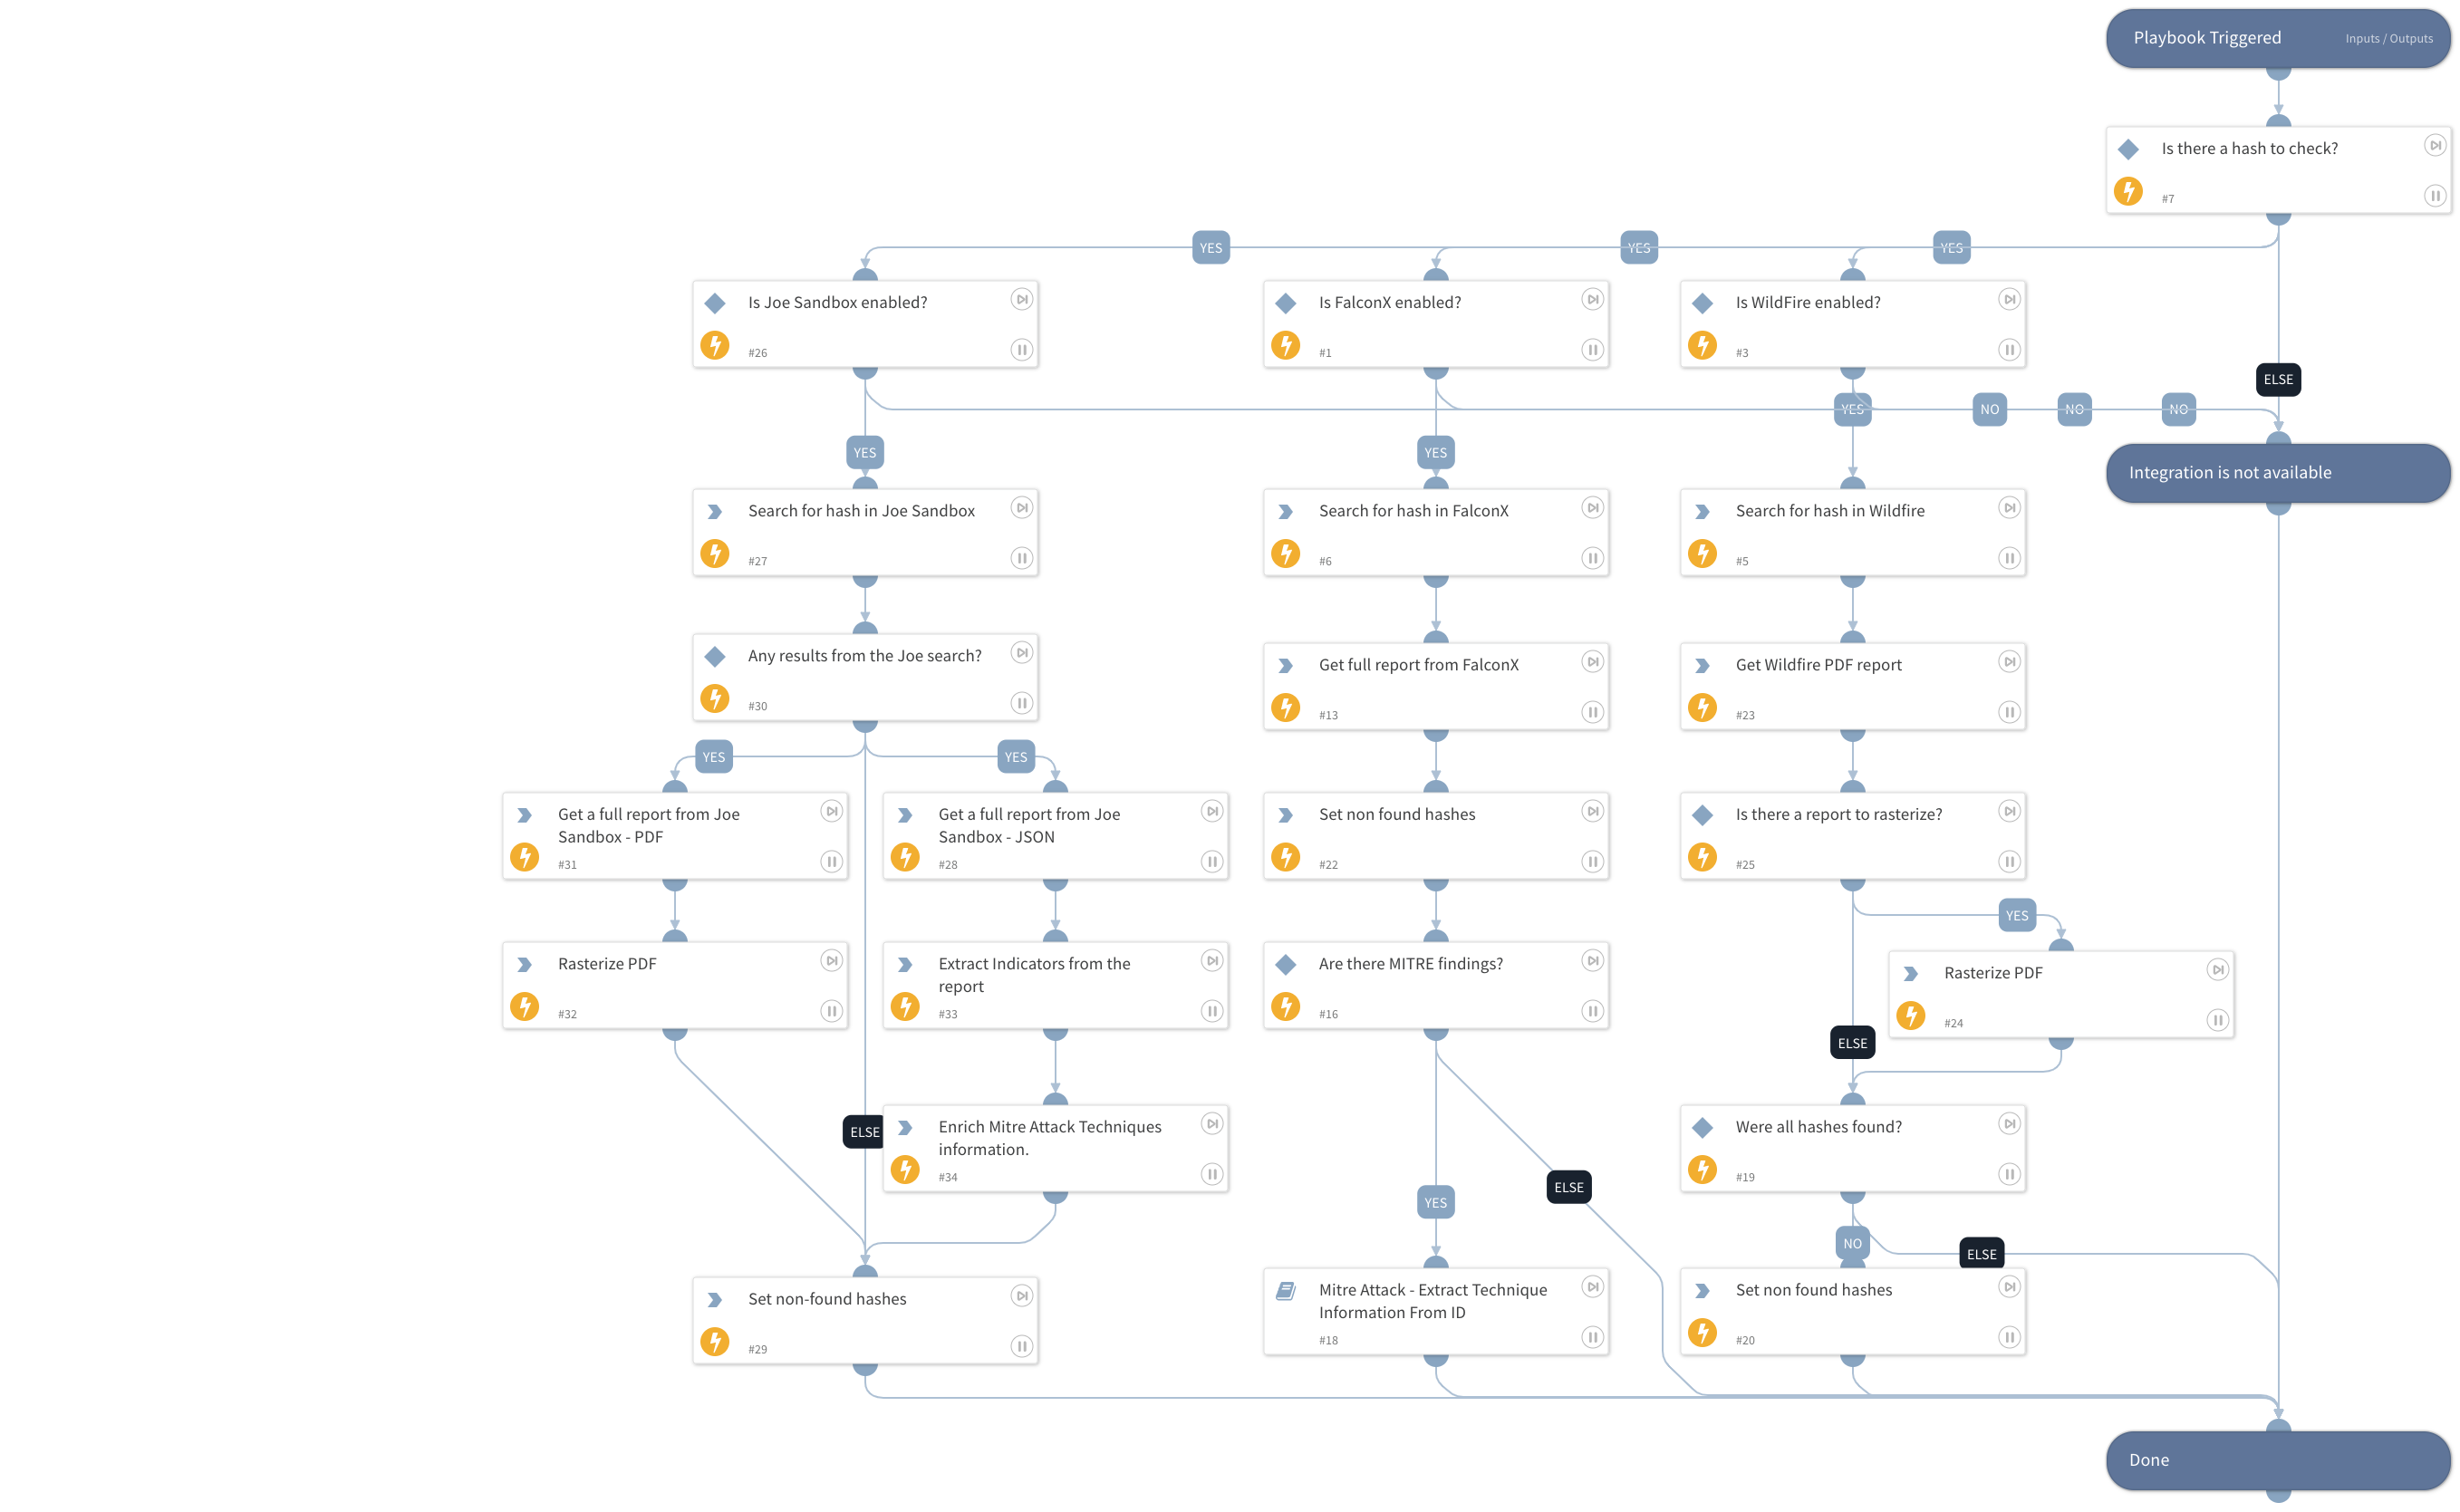 Playbook Triggered
Inputs / Outputs
Is there a hash to check?
#7
YES
YES
YES
Is Joe Sandbox enabled?
#26
Is FalconX enabled?
#1
Is WildFire enabled?
#3
ELSE
YES
NO
NO
NO
YES
YES
Integration is not available
Search for hash in Joe Sandbox
#27
Search for hash in FalconX
#6
Search for hash in Wildfire
#5
Any results from the Joe search?
#30
Get full report from FalconX
#13
Get Wildfire PDF report
#23
YES
YES
Get a full report from Joe
Sandbox - PDF
#31
Get a full report from Joe
Sandbox - JSON
#28
Set non found hashes
#22
Is there a report to rasterize?
#25
YES
Rasterize PDF
#32
Extract Indicators from the
report
#33
Are there MITRE findings?
#16
Rasterize PDF
#24
ELSE
ELSE
Enrich Mitre Attack Techniques
information.
#34
Were all hashes found?
#19
ELSE
YES
NO
ELSE
Set non-found hashes
#29
Mitre Attack - Extract Technique
Information From ID
#18
Set non found hashes
#20
Done